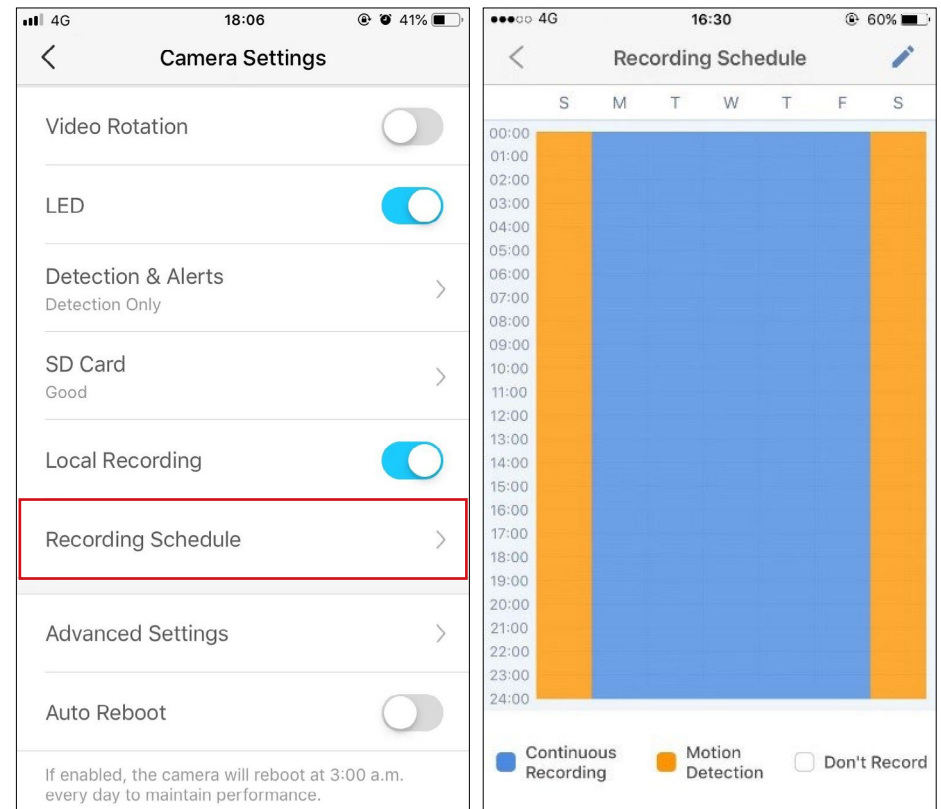 4G 18:06 41%
Camera Settings
Video Rotation
LED
Detection & Alerts
Detection Only
SD Card
Good
Local Recording
Recording Schedule
Advanced Settings
Auto Reboot
If enabled, the camera will reboot at 3:00 a.m.
every day to maintain performance.
4G 16:30 60%
Recording Schedule
S M T W T F S
00:00
01:00
02:00
03:00
04:00
05:00
06:00
07:00
08:00
09:00
10:00
11:00
12:00
13:00
14:00
15:00
16:00
17:00
18:00
19:00
20:00
21:00
22:00
23:00
24:00
Continuous
Recording
Motion
Detection
Don't Record